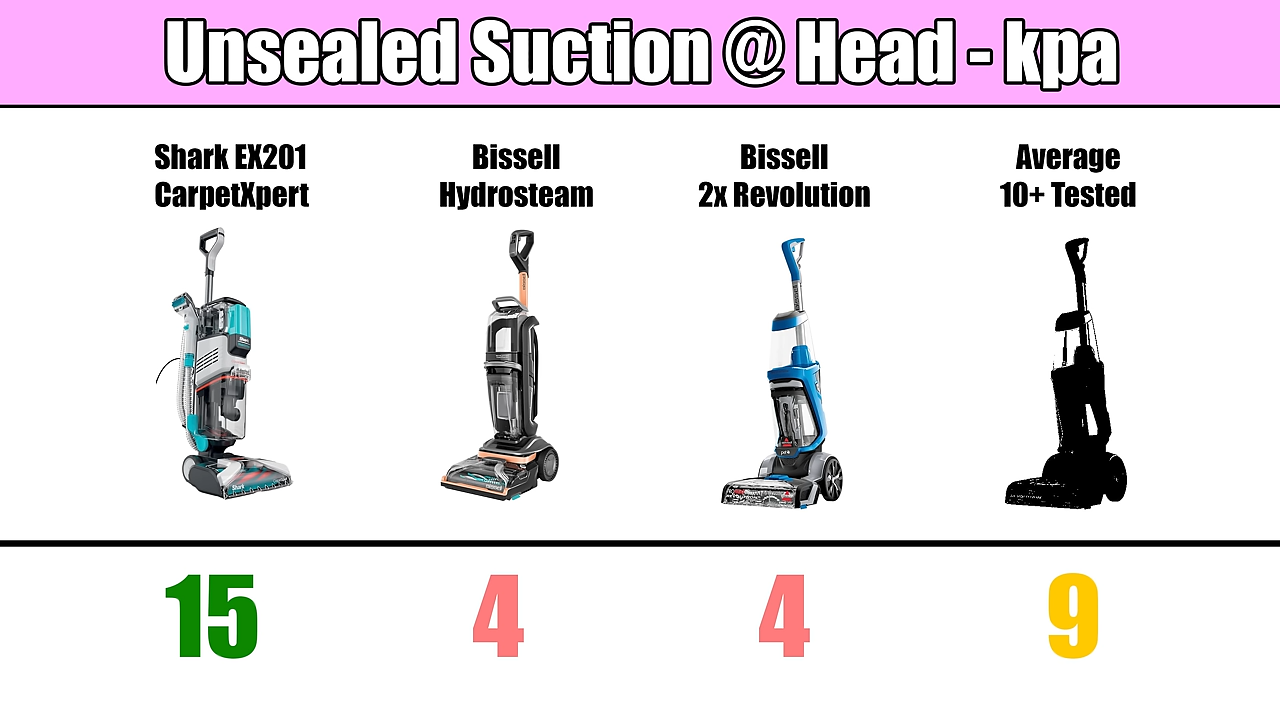 Unsealed Suction @ Head - kpa
Shark EX201
CarpetXpert
Bissell
Hydrosteam
Bissell
2x Revolution
Average
10+ Tested
Shark
15
4
4
9